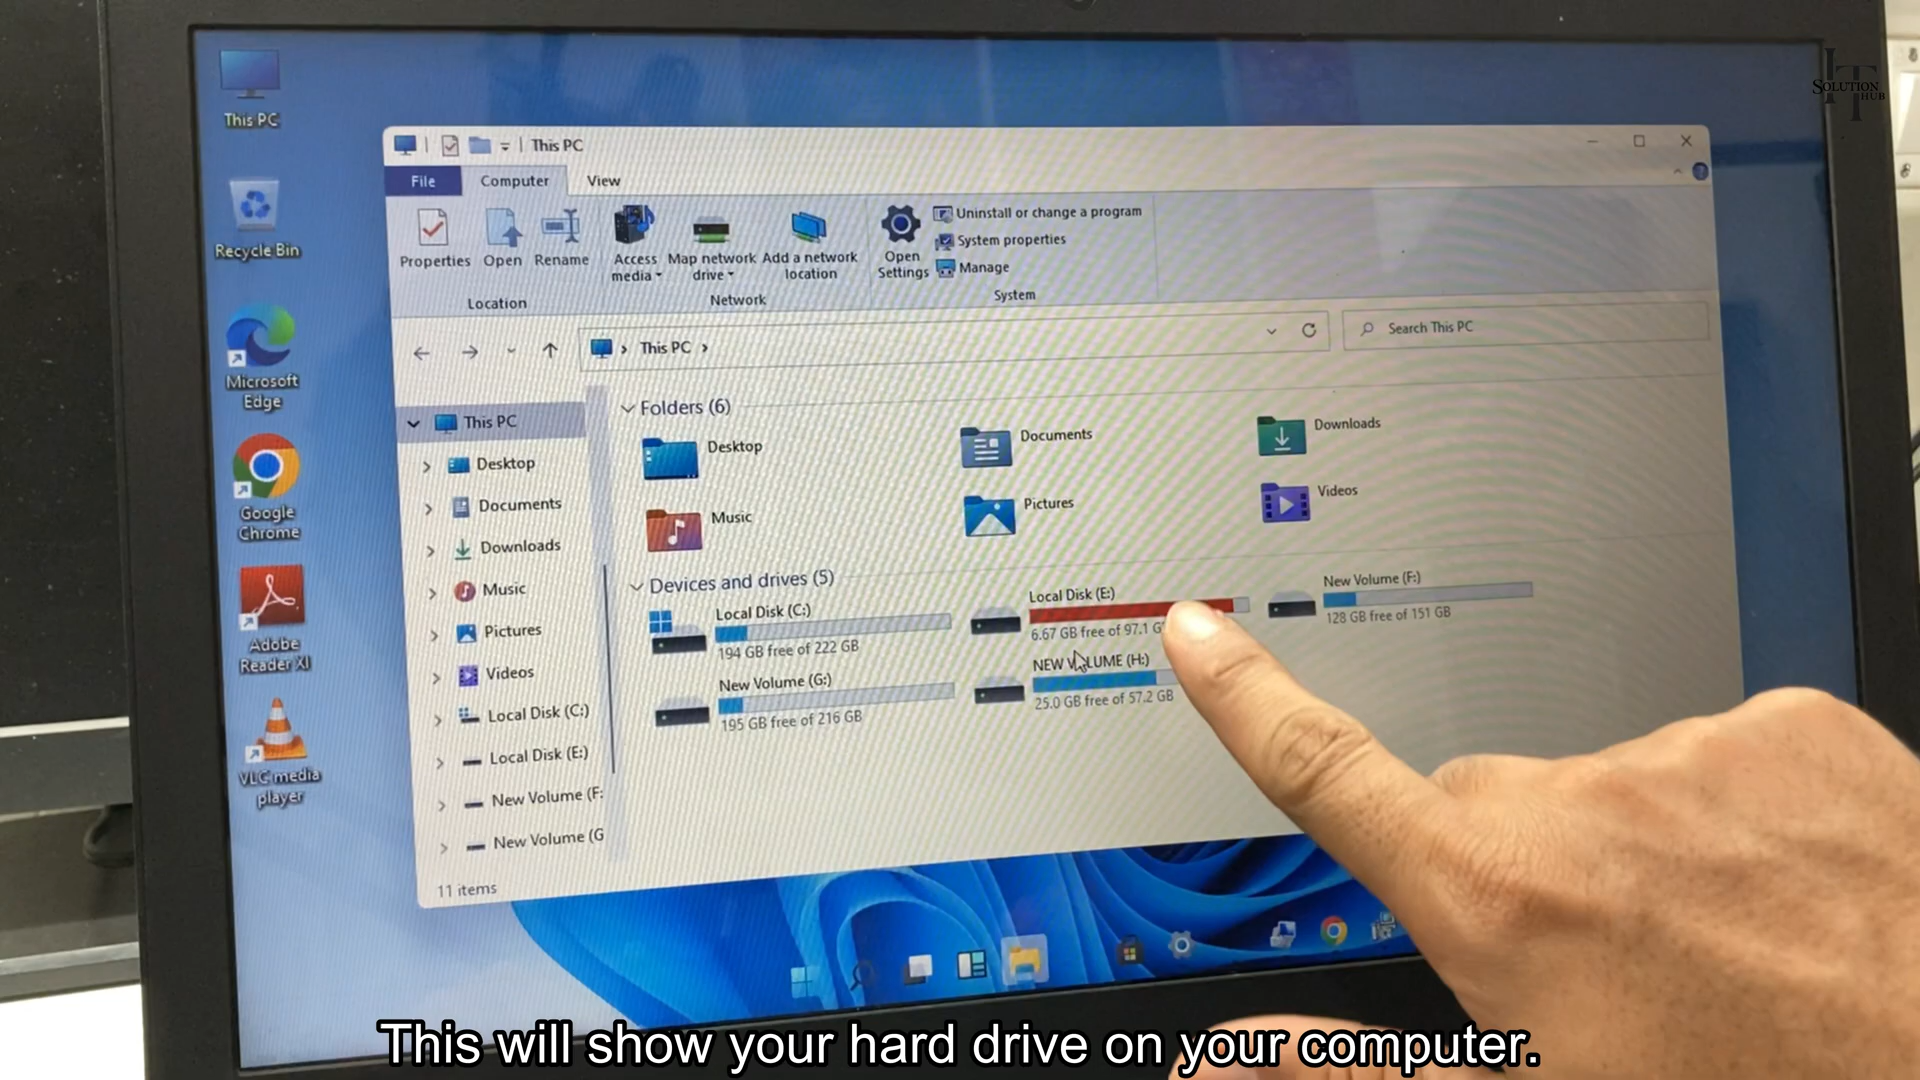 This PC
Recycle Bin
Microsoft
Edge
Google
Chrome
Adobe
Reader XI
VLC media
player
This PC
File
Computer
View
Properties
Open
Rename
Location
Access
media
Map network
drive
Add a network
location
Network
Open
Settings
Uninstall or change a program
System properties
Manage
System
This PC
Search This PC
This PC
Desktop
Documents
Downloads
Music
Pictures
Videos
Local Disk (C:)
Local Disk (E:)
New Volume (F:
New Volume (G
11 items
Folders (6)
Desktop
Documents
Downloads
Music
Pictures
Videos
Devices and drives (5)
Local Disk (C:)
194 GB free of 222 GB
Local Disk (E:)
6.67 GB free of 97.1 G
New Volume (F:)
128 GB free of 151 GB
New Volume (G:)
195 GB free of 216 GB
NEW VOLUME (H:)
25.0 GB free of 57.2 GB
IT
SOLUTION
HUB
This will show your hard drive on your computer.